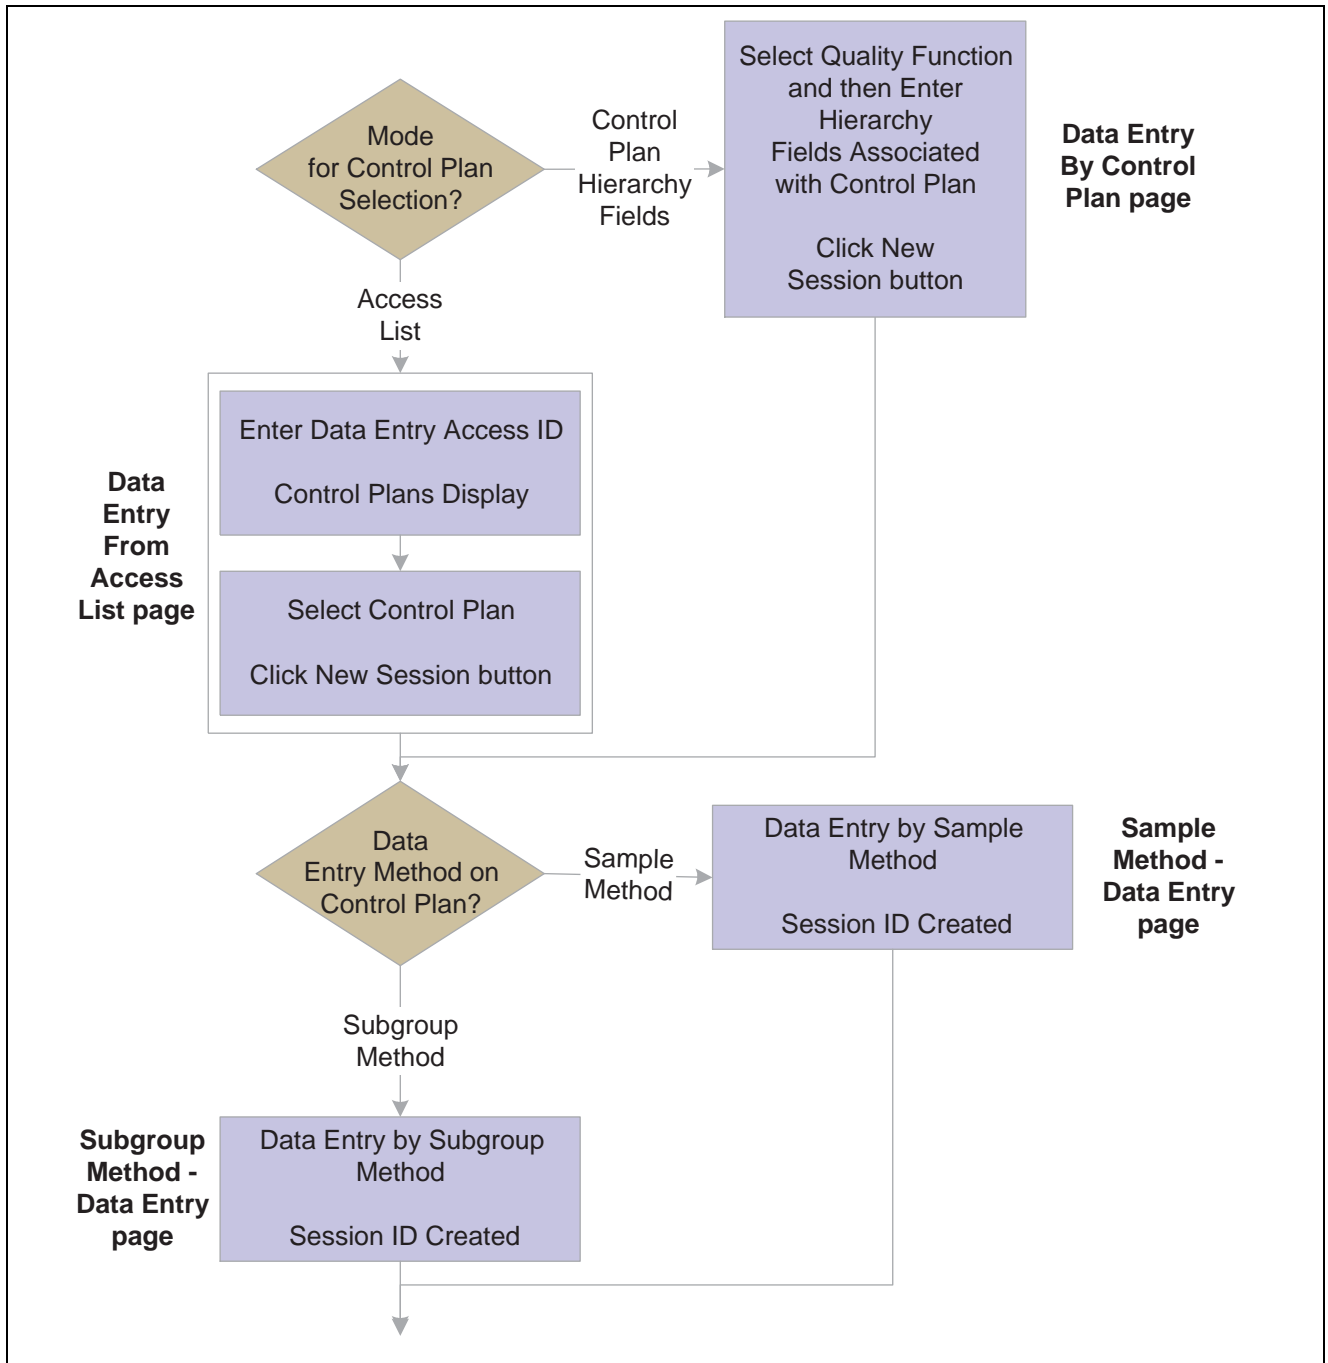 Mode
for Control Plan
Selection?
Control
Plan
Hierarchy
Fields
Select Quality Function
and then Enter
Hierarchy
Fields Associated
with Control Plan
Click New
Session button
Data Entry
By Control
Plan page
Access
List
Data
Entry
From
Access
List page
Enter Data Entry Access ID
Control Plans Display
Select Control Plan
Click New Session button
Data
Entry Method on
Control Plan?
Sample
Method
Data Entry by Sample
Method
Session ID Created
Sample
Method -
Data Entry
page
Subgroup
Method
Subgroup
Method -
Data Entry
page
Data Entry by Subgroup
Method
Session ID Created